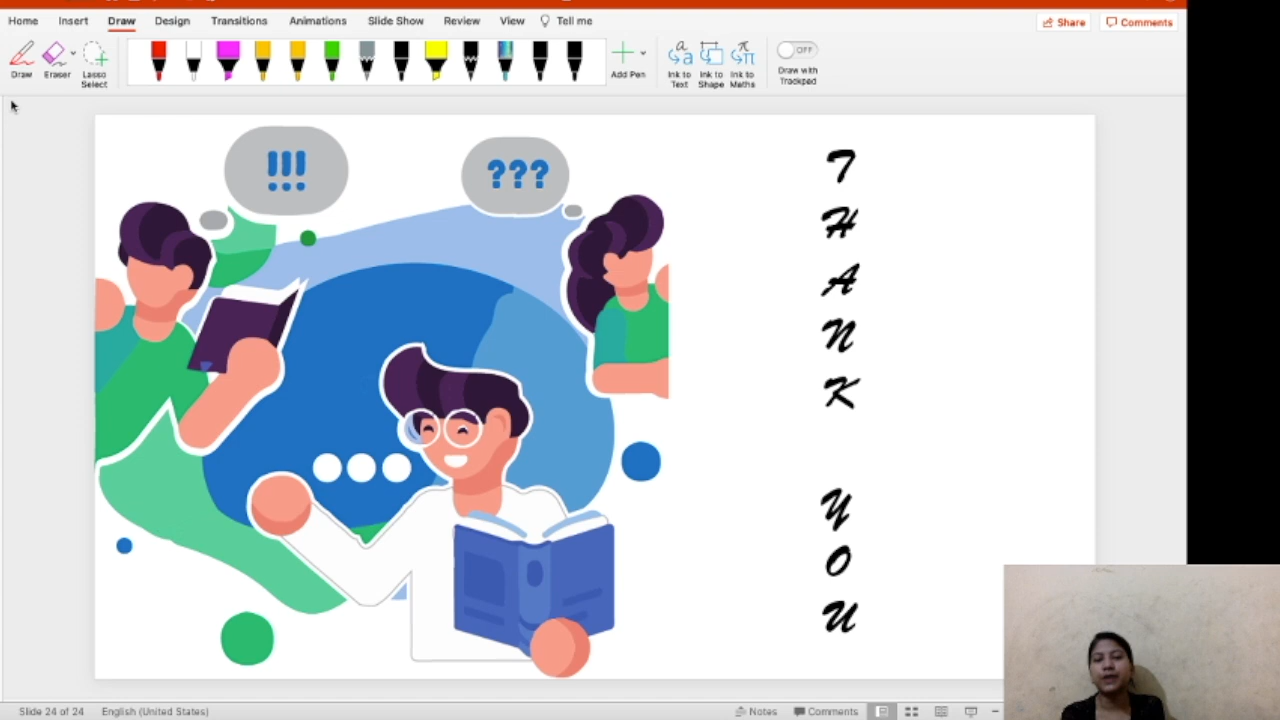 Home Insert Draw Design Transitions Animations Slide Show Review View Tell me Share Comments
Draw Eraser Lasso Select Add Pen Ink to Text Ink to Shape Ink to Maths OFF Draw with Trackpad
!!! ???
T
H
A
N
K
Y
O
U
Slide 24 of 24 English (United States) Notes Comments